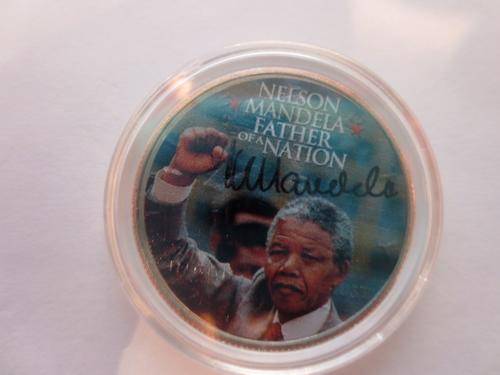 NELSON
MANDELA
FATHER
OF A NATION
NMandela